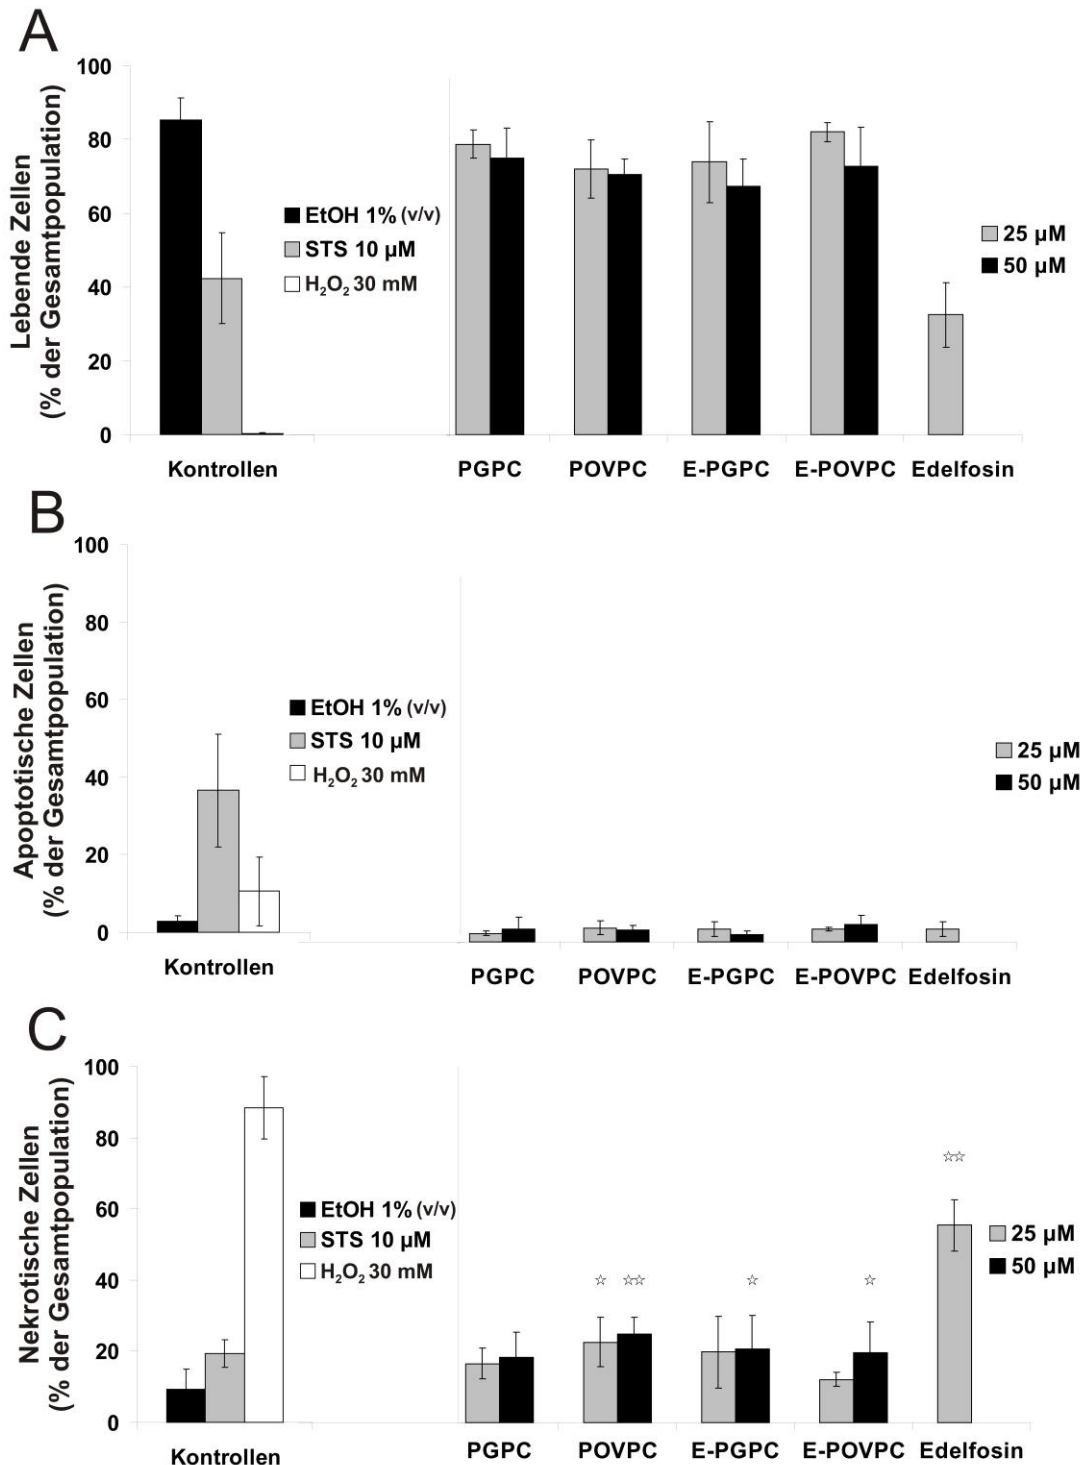 A
Lebende Zellen
(% der Gesamtpopulation)
100
80
60
40
20
0
EtOH 1% (v/v)
STS 10 µM
H₂O₂ 30 mM
25 µM
50 µM
Kontrollen PGPC POVPC E-PGPC E-POVPC Edelfosin
B
Apoptotische Zellen
(% der Gesamtpopulation)
100
80
60
40
20
0
EtOH 1% (v/v)
STS 10 µM
H₂O₂ 30 mM
25 µM
50 µM
Kontrollen PGPC POVPC E-PGPC E-POVPC Edelfosin
C
Nekrotische Zellen
(% der Gesamtpopulation)
100
80
60
40
20
0
EtOH 1% (v/v)
STS 10 µM
H₂O₂ 30 mM
☆ ☆☆ ☆ ☆ ☆☆
25 µM
50 µM
Kontrollen PGPC POVPC E-PGPC E-POVPC Edelfosin